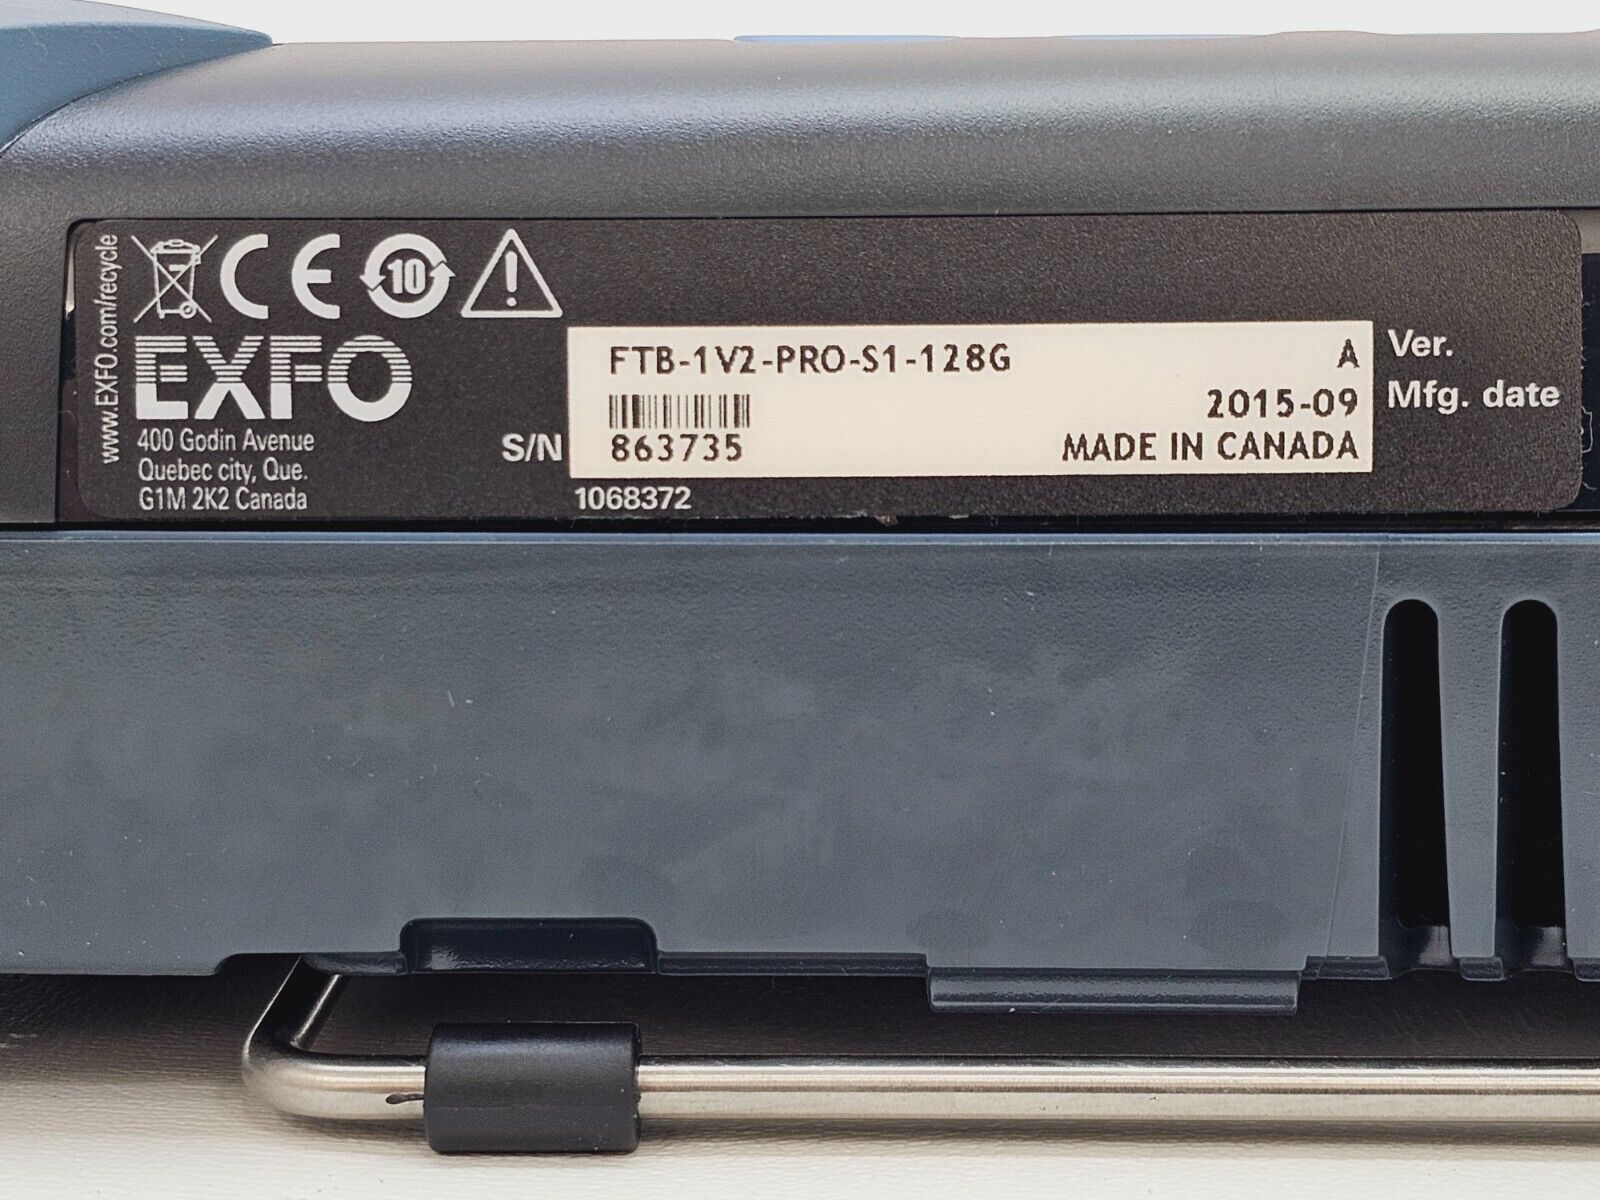 www.EXFO.com/recycle
CE
10
EXFO
400 Godin Avenue
Quebec city, Que.
G1M 2K2 Canada
FTB-1V2-PRO-S1-128G
A
Ver.
2015-09
Mfg. date
S/N
863735
MADE IN CANADA
1068372